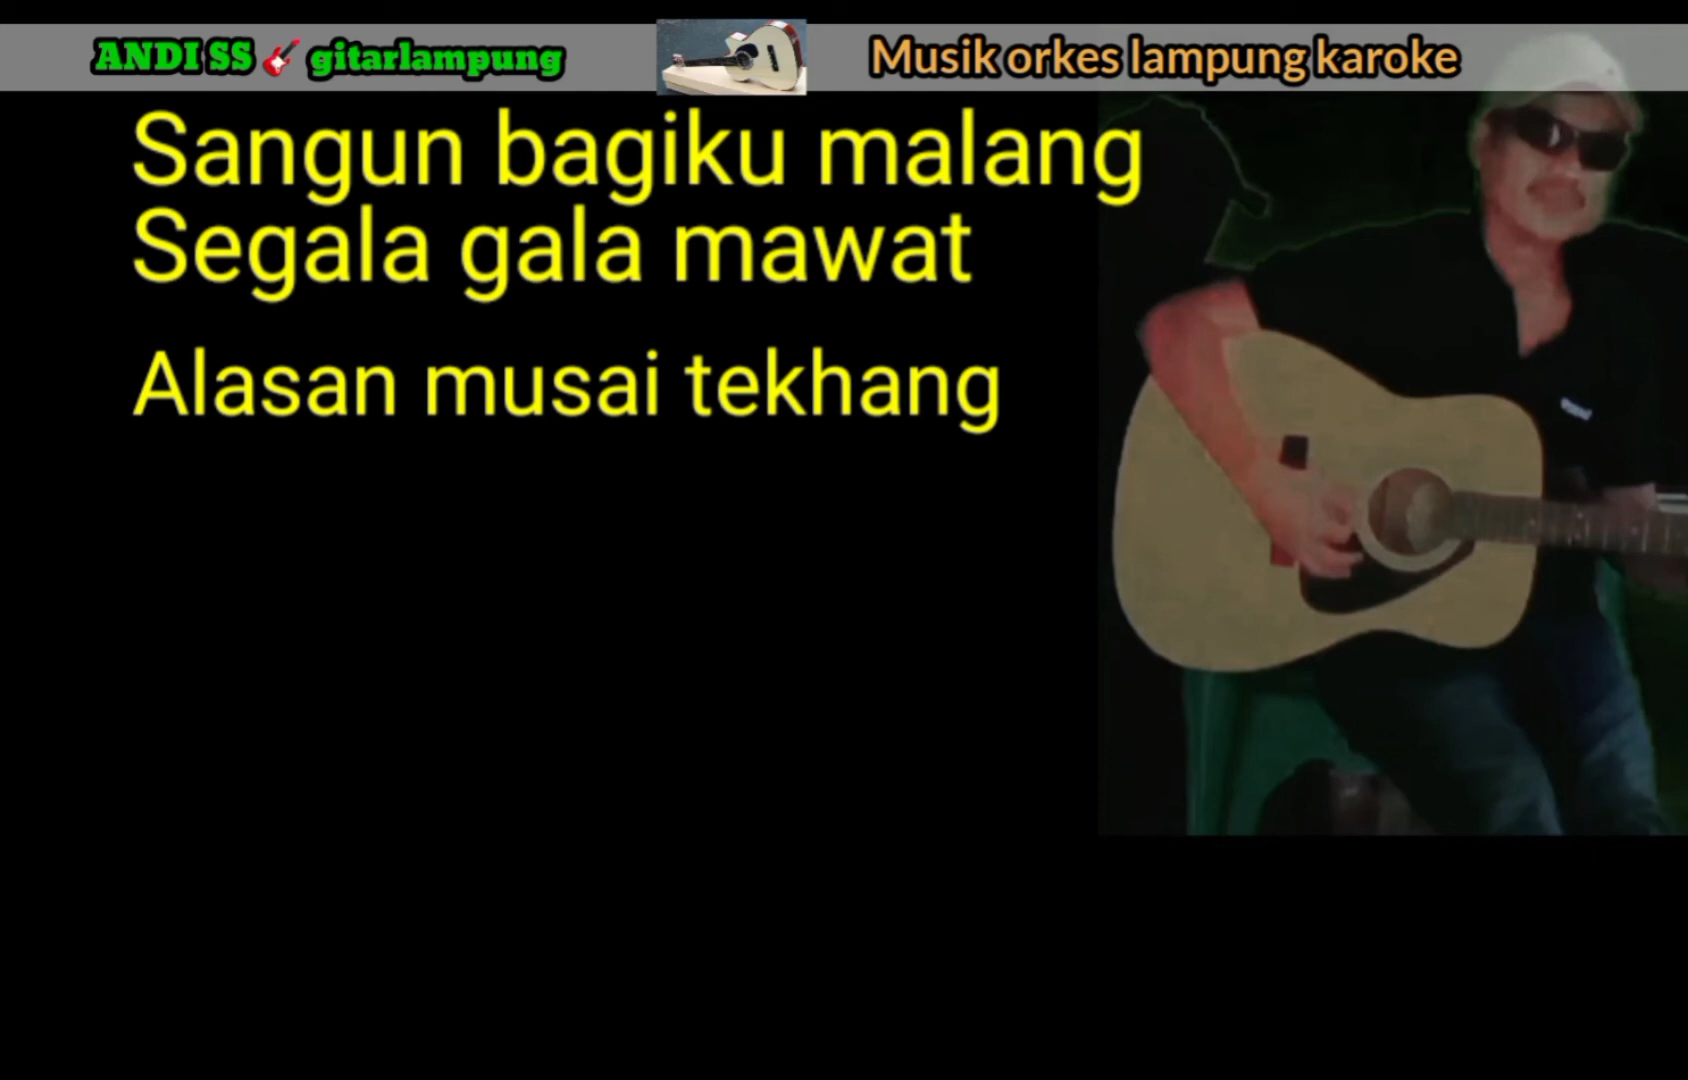 ANDI SS gitarlampung
Musik orkes lampung karoke
Sangun bagiku malang
Segala gala mawat
Alasan musai tekhang